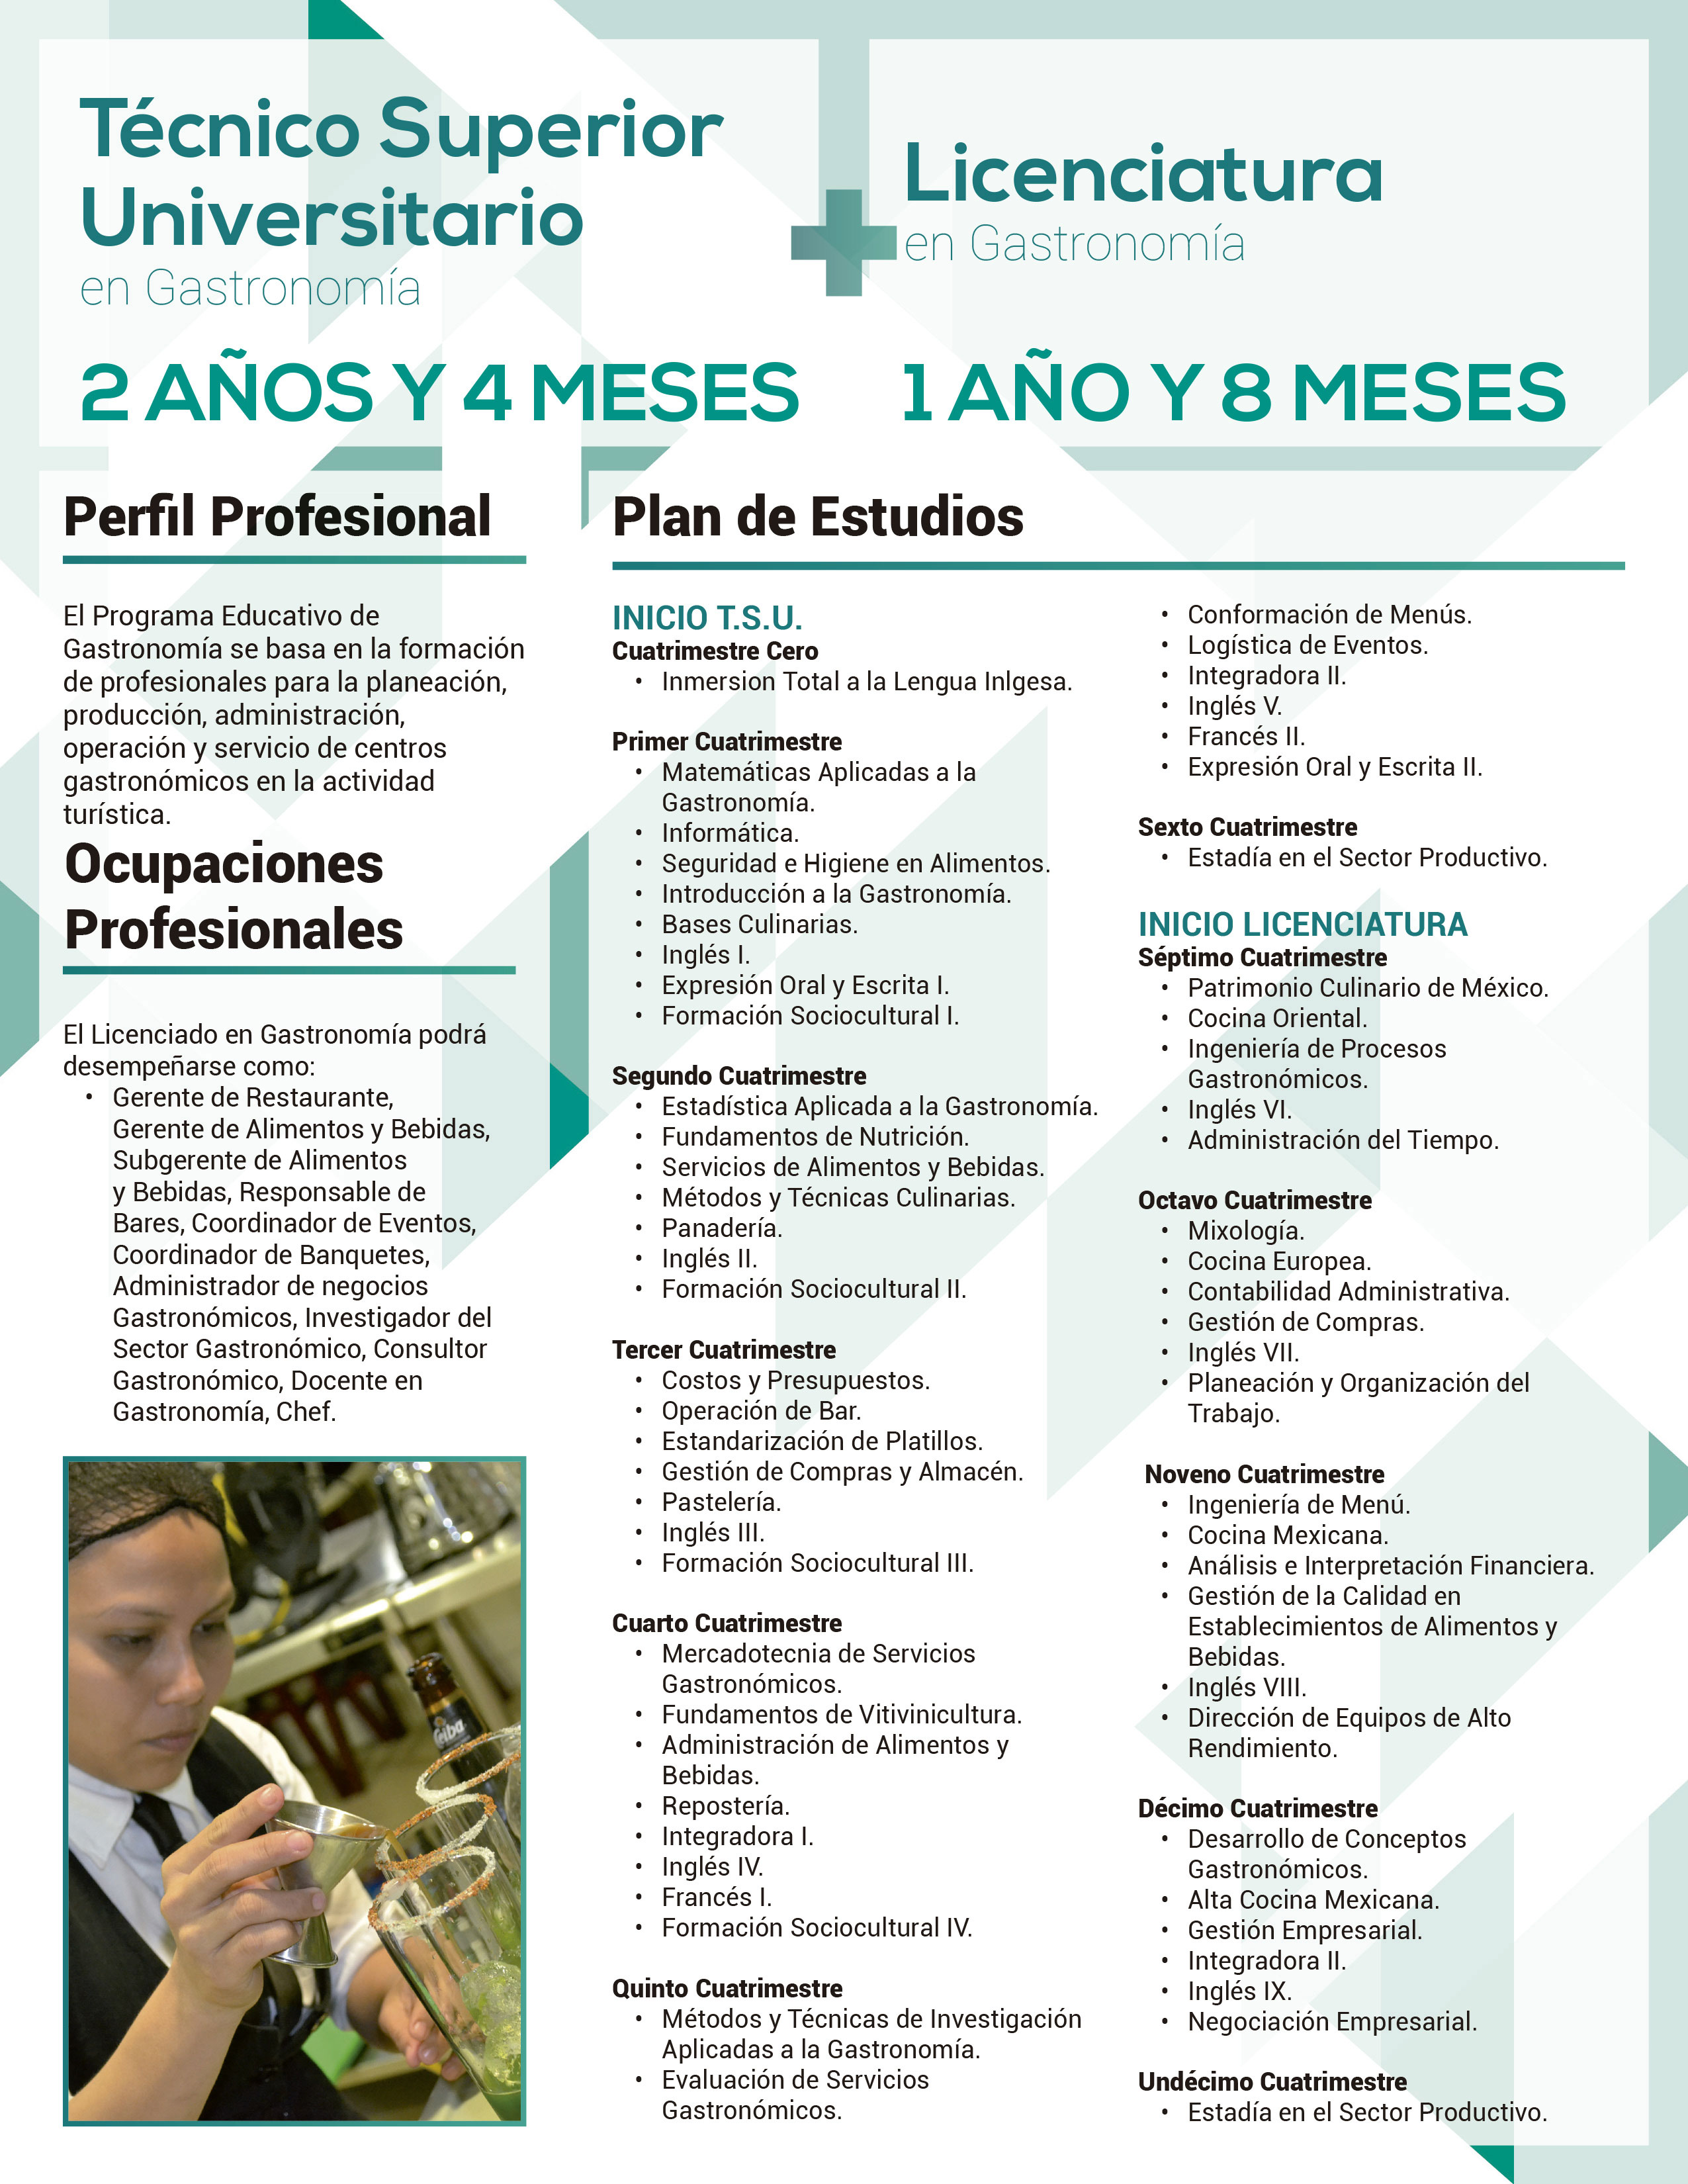 Técnico Superior
Universitario
en Gastronomía
2 AÑOS Y 4 MESES
Licenciatura
en Gastronomía
1 AÑO Y 8 MESES
Perfil Profesional
El Programa Educativo de
Gastronomía se basa en la formación
de profesionales para la planeación,
producción, administración,
operación y servicio de centros
gastronómicos en la actividad
turística.
Ocupaciones
Profesionales
El Licenciado en Gastronomía podrá
desempeñarse como:
• Gerente de Restaurante,
Gerente de Alimentos y Bebidas,
Subgerente de Alimentos
y Bebidas, Responsable de
Bares, Coordinador de Eventos,
Coordinador de Banquetes,
Administrador de negocios
Gastronómicos, Investigador del
Sector Gastronómico, Consultor
Gastronómico, Docente en
Gastronomía, Chef.
Ceiba
Plan de Estudios
INICIO T.S.U.
Cuatrimestre Cero
• Inmersion Total a la Lengua Inlgesa.
Primer Cuatrimestre
• Matemáticas Aplicadas a la
Gastronomía.
• Informática.
• Seguridad e Higiene en Alimentos.
• Introducción a la Gastronomía.
• Bases Culinarias.
• Inglés I.
• Expresión Oral y Escrita I.
• Formación Sociocultural I.
Segundo Cuatrimestre
• Estadística Aplicada a la Gastronomía.
• Fundamentos de Nutrición.
• Servicios de Alimentos y Bebidas.
• Métodos y Técnicas Culinarias.
• Panadería.
• Inglés II.
• Formación Sociocultural II.
Tercer Cuatrimestre
• Costos y Presupuestos.
• Operación de Bar.
• Estandarización de Platillos.
• Gestión de Compras y Almacén.
• Pastelería.
• Inglés III.
• Formación Sociocultural III.
Cuarto Cuatrimestre
• Mercadotecnia de Servicios
Gastronómicos.
• Fundamentos de Vitivinicultura.
• Administración de Alimentos y
Bebidas.
• Repostería.
• Integradora I.
• Inglés IV.
• Francés I.
• Formación Sociocultural IV.
Quinto Cuatrimestre
• Métodos y Técnicas de Investigación
Aplicadas a la Gastronomía.
• Evaluación de Servicios
Gastronómicos.
• Conformación de Menús.
• Logística de Eventos.
• Integradora II.
• Inglés V.
• Francés II.
• Expresión Oral y Escrita II.
Sexto Cuatrimestre
• Estadía en el Sector Productivo.
INICIO LICENCIATURA
Séptimo Cuatrimestre
• Patrimonio Culinario de México.
• Cocina Oriental.
• Ingeniería de Procesos
Gastronómicos.
• Inglés VI.
• Administración del Tiempo.
Octavo Cuatrimestre
• Mixología.
• Cocina Europea.
• Contabilidad Administrativa.
• Gestión de Compras.
• Inglés VII.
• Planeación y Organización del
Trabajo.
Noveno Cuatrimestre
• Ingeniería de Menú.
• Cocina Mexicana.
• Análisis e Interpretación Financiera.
• Gestión de la Calidad en
Establecimientos de Alimentos y
Bebidas.
• Inglés VIII.
• Dirección de Equipos de Alto
Rendimiento.
Décimo Cuatrimestre
• Desarrollo de Conceptos
Gastronómicos.
• Alta Cocina Mexicana.
• Gestión Empresarial.
• Integradora II.
• Inglés IX.
• Negociación Empresarial.
Undécimo Cuatrimestre
• Estadía en el Sector Productivo.